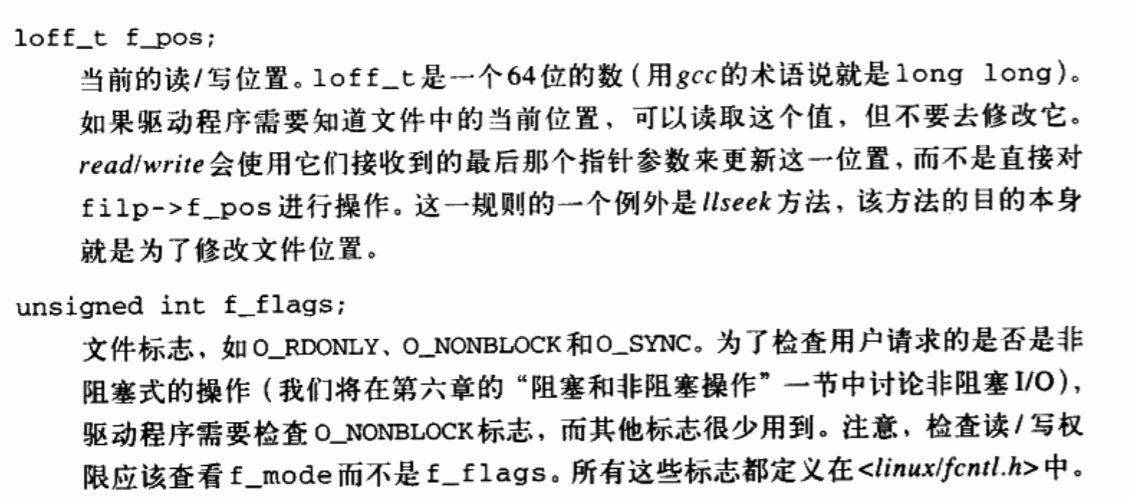 loff_t f_pos;
当前的读/写位置。loff_t是一个64位的数(用gcc的术语说就是long long)。
如果驱动程序需要知道文件中的当前位置，可以读取这个值，但不要去修改它。
read/write会使用它们接收到的最后那个指针参数来更新这一位置，而不是直接对
filp->f_pos进行操作。这一规则的一个例外是llseek方法，该方法的目的本身
就是为了修改文件位置。
unsigned int f_flags;
文件标志，如O_RDONLY、O_NONBLOCK和O_SYNC。为了检查用户请求的是否是非
阻塞式的操作(我们将在第六章的“阻塞和非阻塞操作”一节中讨论非阻塞I/O)，
驱动程序需要检查O_NONBLOCK标志，而其他标志很少用到。注意，检查读/写权
限应该查看f_mode而不是f_flags。所有这些标志都定义在<linux/fcntl.h>中。